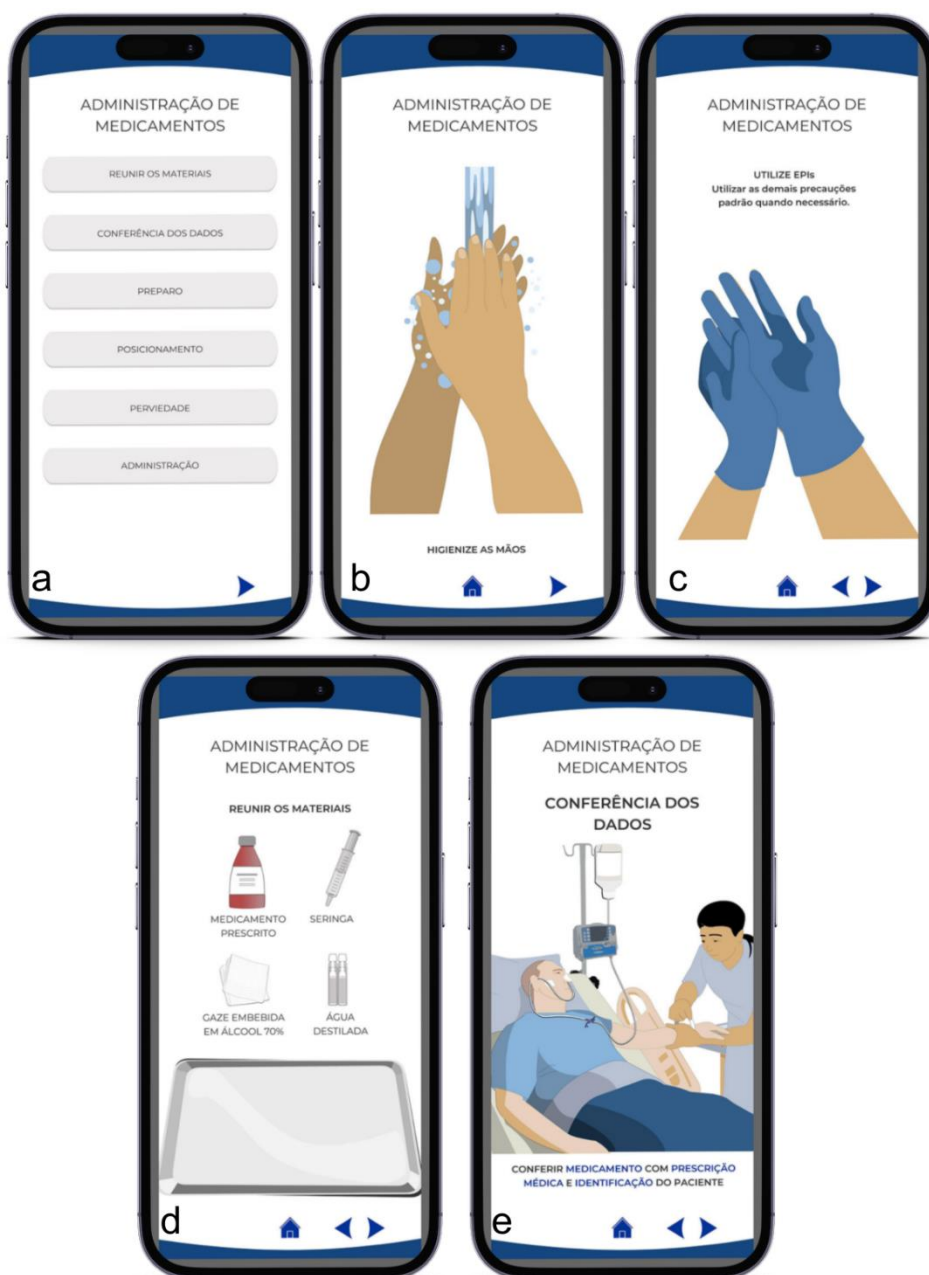 ADMINISTRAÇÃO DE
MEDICAMENTOS
REUNIR OS MATERIAIS
CONFERÊNCIA DOS DADOS
PREPARO
POSICIONAMENTO
PERVIEDADE
ADMINISTRAÇÃO
a
ADMINISTRAÇÃO DE
MEDICAMENTOS
HIGIENIZE AS MÃOS
b
ADMINISTRAÇÃO DE
MEDICAMENTOS
UTILIZE EPIs
Utilizar as demais precauções
padrão quando necessário.
c
ADMINISTRAÇÃO DE
MEDICAMENTOS
REUNIR OS MATERIAIS
MEDICAMENTO
PRESCRITO
SERINGA
GAZE EMBEBIDA
EM ÁLCOOL 70%
ÁGUA
DESTILADA
d
ADMINISTRAÇÃO DE
MEDICAMENTOS
CONFERÊNCIA DOS
DADOS
CONFERIR MEDICAMENTO COM PRESCRIÇÃO
MÉDICA E IDENTIFICAÇÃO DO PACIENTE
e